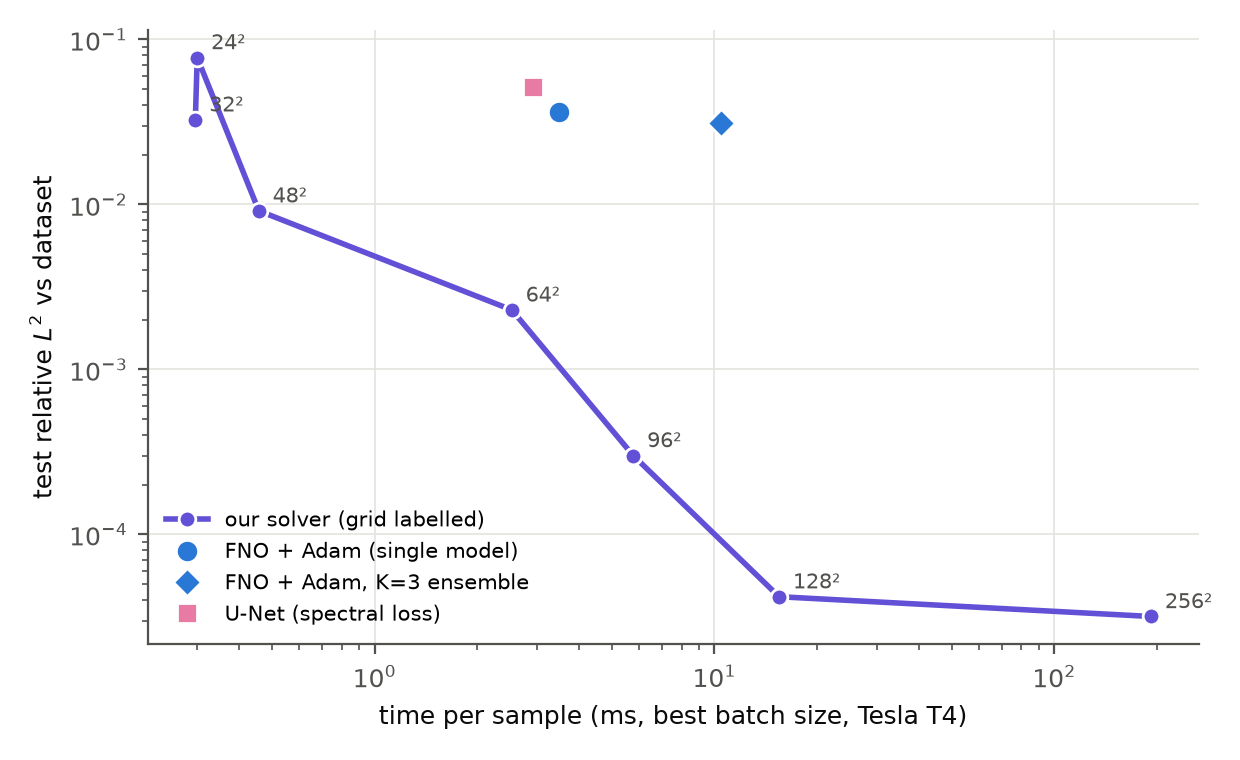 10⁻¹
10⁻²
10⁻³
10⁻⁴
test relative L² vs dataset
24²
32²
48²
64²
96²
128²
256²
our solver (grid labelled)
FNO + Adam (single model)
FNO + Adam, K=3 ensemble
U-Net (spectral loss)
10⁰ 10¹ 10²
time per sample (ms, best batch size, Tesla T4)